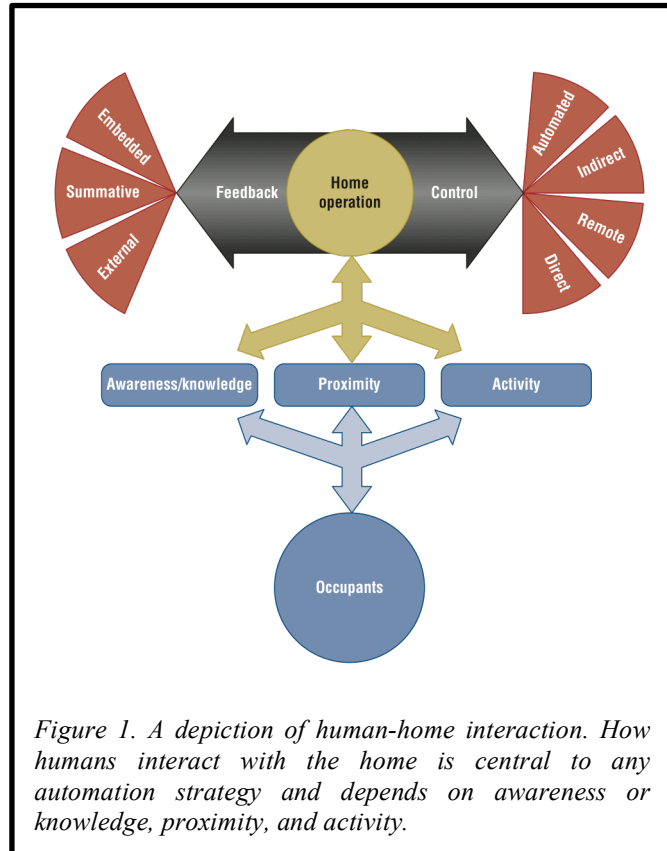 Embedded
Summative
External
Feedback
Home
operation
Control
Automated
Indirect
Remote
Direct
Awareness/knowledge
Proximity
Activity
Occupants
Figure 1. A depiction of human-home interaction. How
humans interact with the home is central to any
automation strategy and depends on awareness or
knowledge, proximity, and activity.